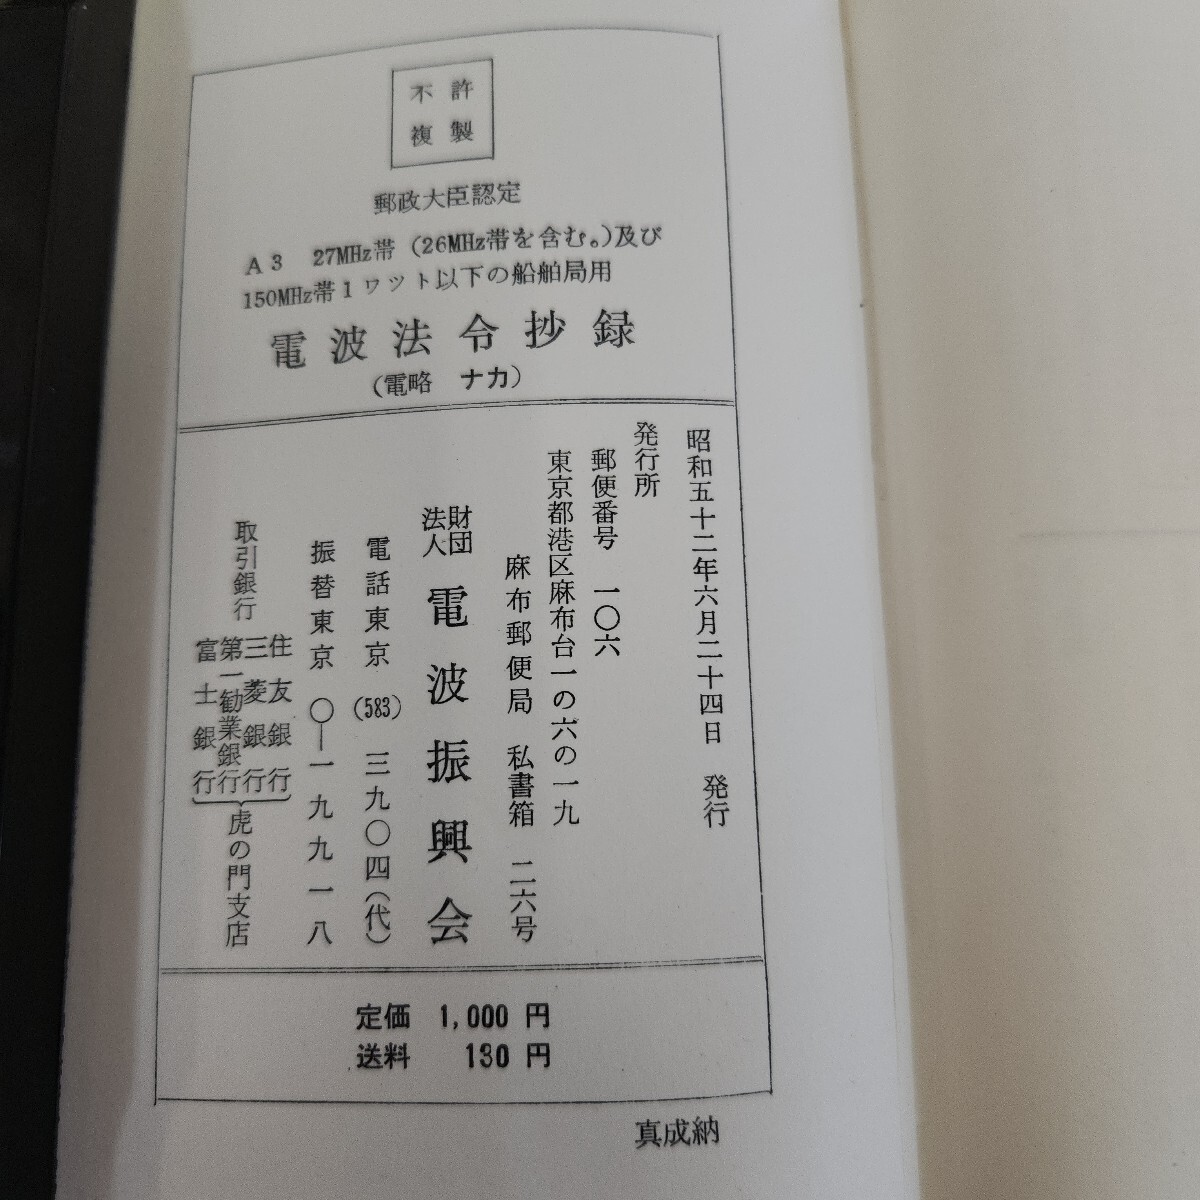 不許
複製
郵政大臣認定
A3 27MHz帯(26MHz帯を含む。)及び
150MHz帯1ワット以下の船舶局用
電波法令抄録
(電略 ナカ)
昭和五十二年六月二十四日 発行
発行所
郵便番号 一〇六
東京都港区麻布台一の六の一九
麻布郵便局 私書箱 二六号
財団法人 電波振興会
電話東京(583)三九〇四(代)
振替東京 〇―一九九一八
取引銀行
住友銀行
三菱銀行
第一勧業銀行
富士銀行
虎の門支店
定価 1,000円
送料 130円
真成納